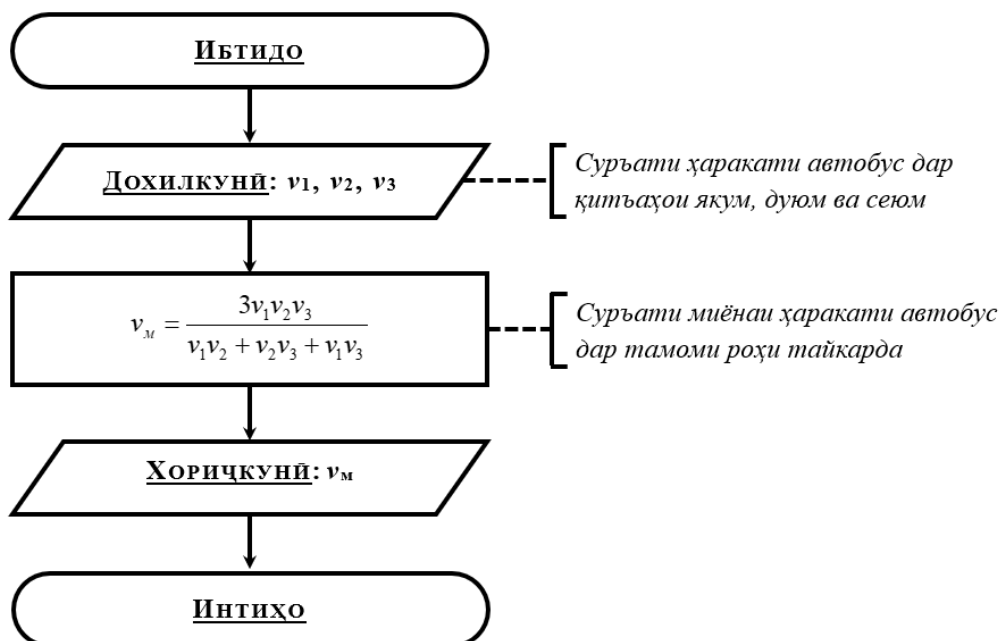 ИБТИДО
ДОХИЛКУНӢ: v₁, v₂, v₃
Суръати ҳаракати автобус дар
қитъаҳои якум, дуюм ва сеюм
vₘ = 3v₁v₂v₃ / (v₁v₂ + v₂v₃ + v₁v₃)
Суръати миёнаи ҳаракати автобус
дар тамоми роҳи тайкарда
ХОРИҶКУНӢ: vм
ИНТИҲО